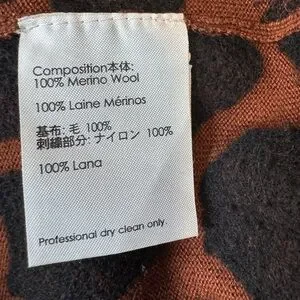 Composition本体:
100% Merino Wool
100% Laine Mérinos
基布: 毛 100%
刺繍部分: ナイロン 100%
100% Lana
Professional dry clean only.